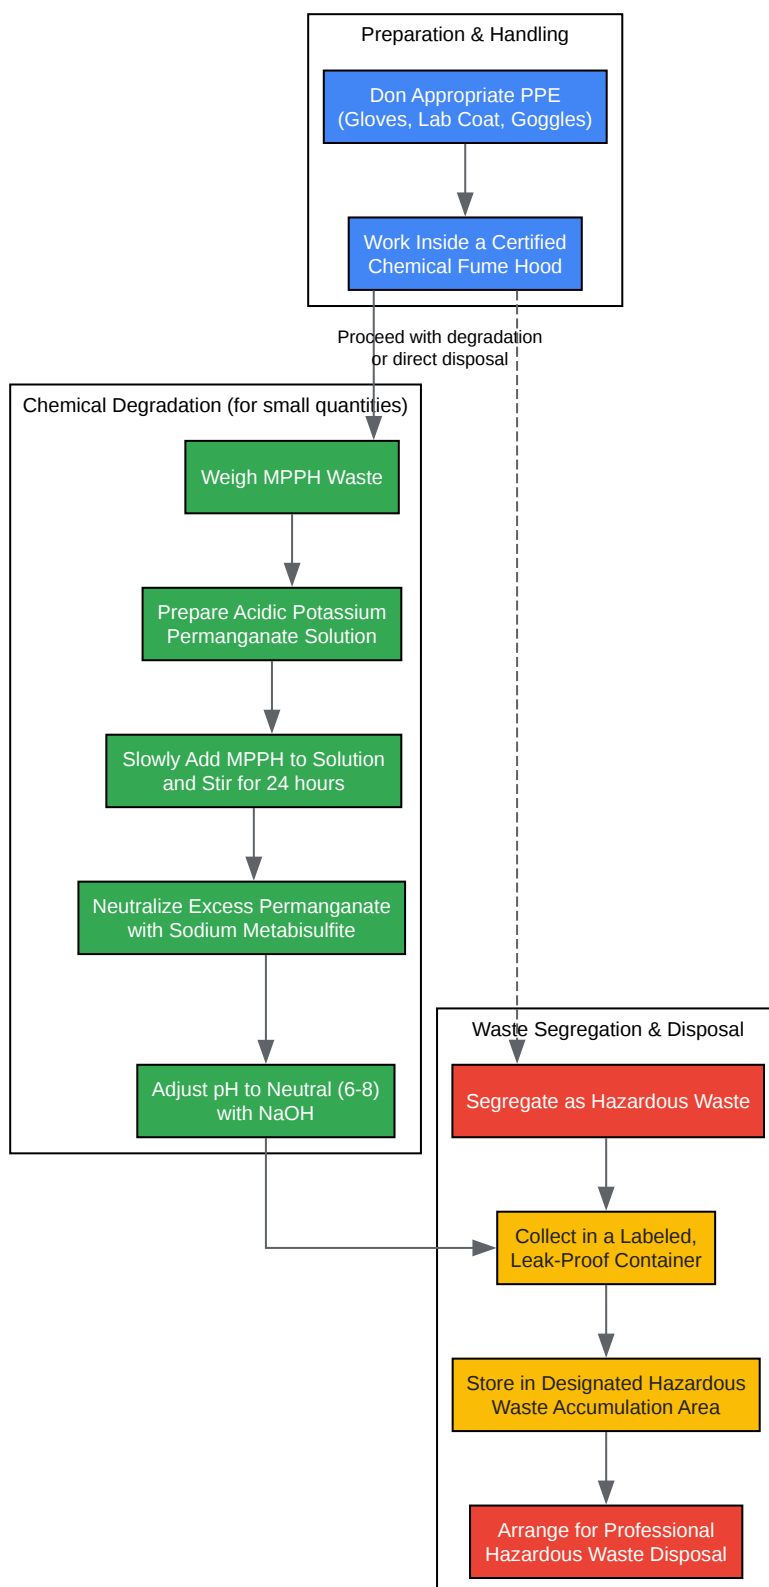 Preparation & Handling
Don Appropriate PPE
(Gloves, Lab Coat, Goggles)
Work Inside a Certified
Chemical Fume Hood
Proceed with degradation
or direct disposal
Chemical Degradation (for small quantities)
Weigh MPPH Waste
Prepare Acidic Potassium
Permanganate Solution
Slowly Add MPPH to Solution
and Stir for 24 hours
Neutralize Excess Permanganate
with Sodium Metabisulfite
Adjust pH to Neutral (6-8)
with NaOH
Waste Segregation & Disposal
Segregate as Hazardous Waste
Collect in a Labeled,
Leak-Proof Container
Store in Designated Hazardous
Waste Accumulation Area
Arrange for Professional
Hazardous Waste Disposal